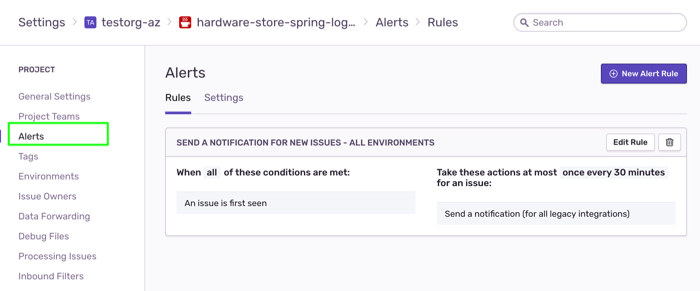 Settings > TA testorg-az > hardware-store-spring-log... > Alerts > Rules
Search
PROJECT
General Settings
Project Teams
Alerts
Tags
Environments
Issue Owners
Data Forwarding
Debug Files
Processing Issues
Inbound Filters
Alerts
New Alert Rule
Rules Settings
SEND A NOTIFICATION FOR NEW ISSUES - ALL ENVIRONMENTS
Edit Rule
When all of these conditions are met:
An issue is first seen
Take these actions at most once every 30 minutes
for an issue:
Send a notification (for all legacy integrations)